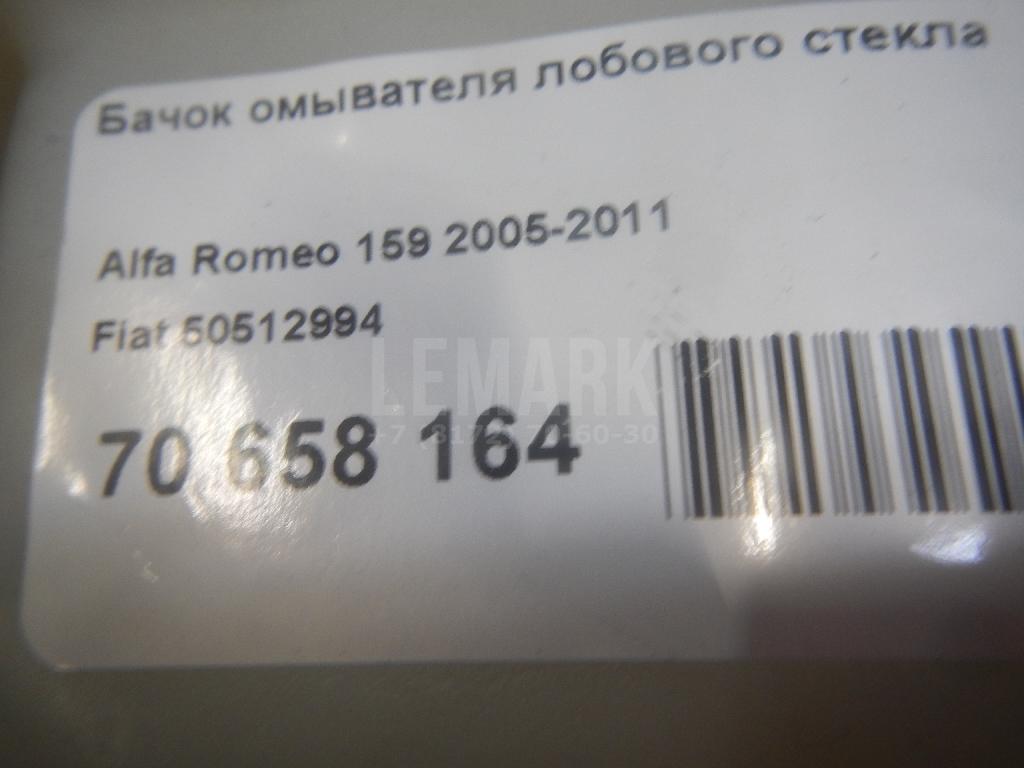 Бачок омывателя лобового стекла
Alfa Romeo 159 2005-2011
Fiat 50512994
LEMARK
70 658 164